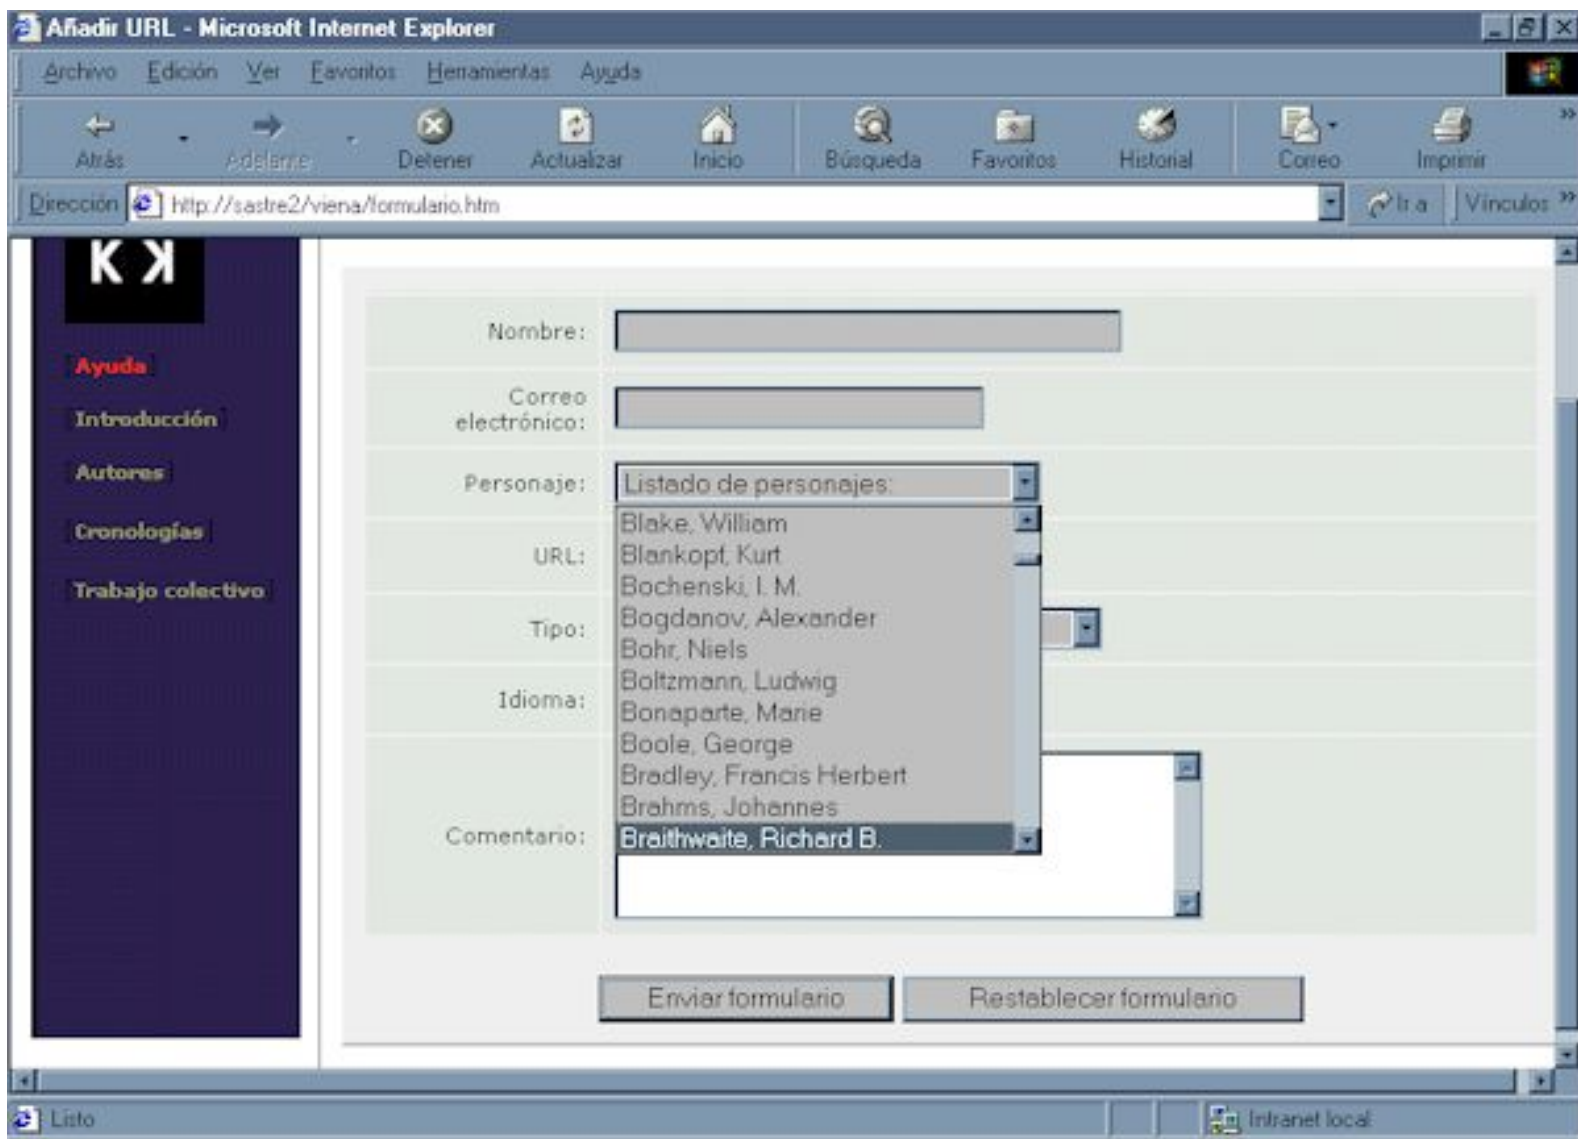 Añadir URL - Microsoft Internet Explorer
Archivo Edición Ver Favoritos Herramientas Ayuda
Atrás Adelante Detener Actualizar Inicio Búsqueda Favoritos Historial Correo Imprimir
Dirección http://sastre2/viena/formulario.htm Ir a Vínculos
K K
Ayuda
Introducción
Autores
Cronologías
Trabajo colectivo
Nombre:
Correo
electrónico:
Personaje: Listado de personajes:
Blake, William
Blankopf, Kurt
Bochenski, I. M.
Bogdanov, Alexander
Bohr, Niels
Boltzmann, Ludwig
Bonaparte, Marie
Boole, George
Bradley, Francis Herbert
Brahms, Johannes
Braithwaite, Richard B.
URL:
Tipo:
Idioma:
Comentario:
Enviar formulario Restablecer formulario
Listo Intranet local